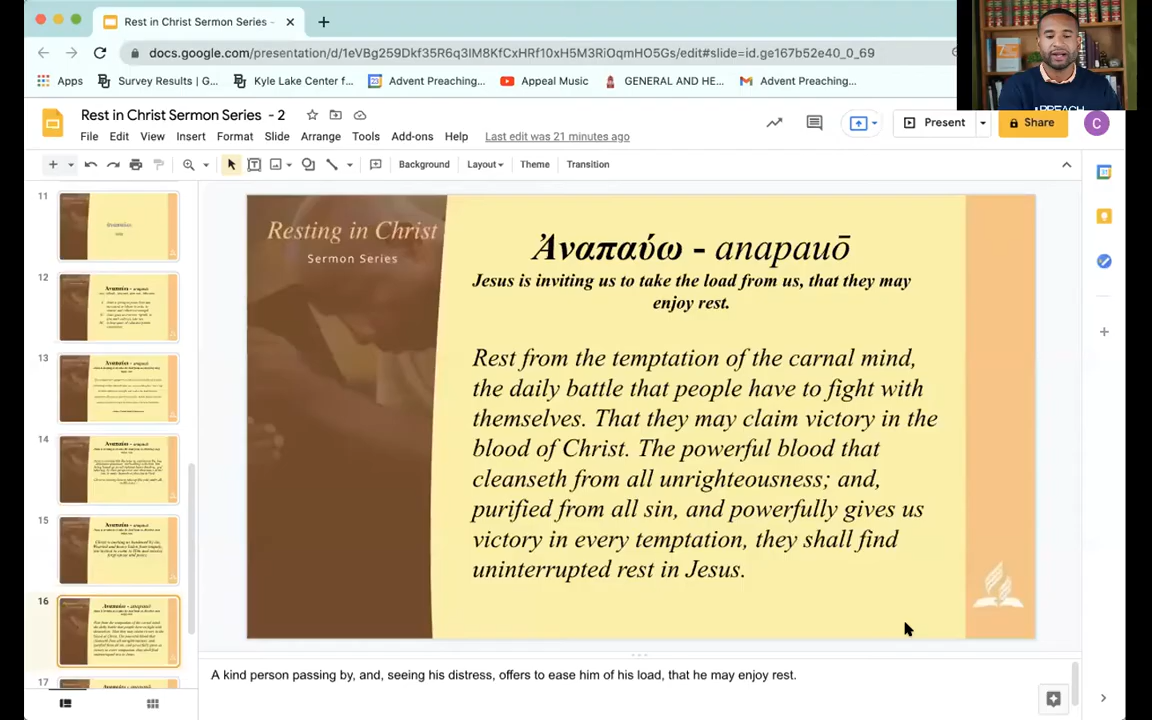 Rest in Christ Sermon Series -
docs.google.com/presentation/d/1eVBg259Dkf35R6q3lM8KfCxHRf10xH5M3RiOqmHO5Gs/edit#slide=id.ge167b52e40_0_69
Apps Survey Results | G... Kyle Lake Center f... Advent Preaching... Appeal Music GENERAL AND HE... Advent Preaching...
Rest in Christ Sermon Series - 2
File Edit View Insert Format Slide Arrange Tools Add-ons Help Last edit was 21 minutes ago
Present Share C
Background Layout Theme Transition
11
12
13
14
15
16
17
Resting in Christ
Sermon Series
Ἀναπαύω - anapauō
Jesus is inviting us to take the load from us, that they may
enjoy rest.
Rest from the temptation of the carnal mind,
the daily battle that people have to fight with
themselves. That they may claim victory in the
blood of Christ. The powerful blood that
cleanseth from all unrighteousness; and,
purified from all sin, and powerfully gives us
victory in every temptation, they shall find
uninterrupted rest in Jesus.
A kind person passing by, and, seeing his distress, offers to ease him of his load, that he may enjoy rest.